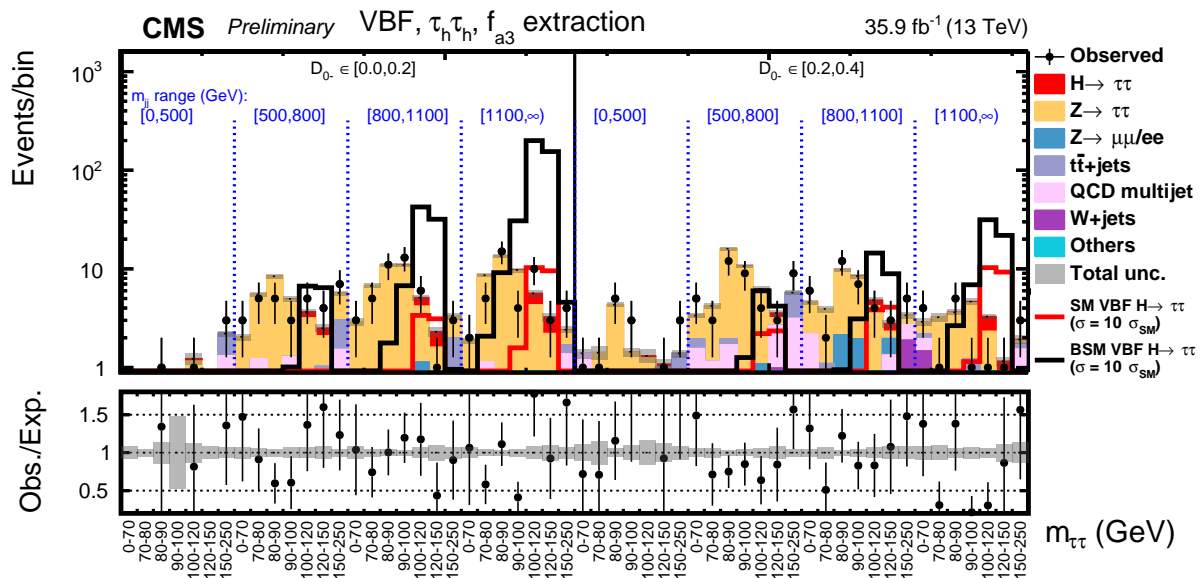 CMS Preliminary VBF, τhτh, fa3 extraction 35.9 fb-1 (13 TeV)
Events/bin
10^3
10^2
10
1
D0- ∈ [0.0,0.2] D0- ∈ [0.2,0.4]
mjj range (GeV):
[0,500] [500,800] [800,1100] [1100,∞) [0,500] [500,800] [800,1100] [1100,∞)
Observed
H→ ττ
Z→ ττ
Z→ μμ/ee
tt̄+jets
QCD multijet
W+jets
Others
Total unc.
SM VBF H→ ττ
(σ = 10 σSM)
BSM VBF H→ ττ
(σ = 10 σSM)
Obs./Exp.
1.5
1
0.5
0-70 70-80 80-90 90-100 100-120 120-150 150-250 0-70 70-80 80-90 90-100 100-120 120-150 150-250 0-70 70-80 80-90 90-100 100-120 120-150 150-250 0-70 70-80 80-90 90-100 100-120 120-150 150-250 0-70 70-80 80-90 90-100 100-120 120-150 150-250 0-70 70-80 80-90 90-100 100-120 120-150 150-250 0-70 70-80 80-90 90-100 100-120 120-150 150-250 0-70 70-80 80-90 90-100 100-120 120-150 150-250
mττ (GeV)